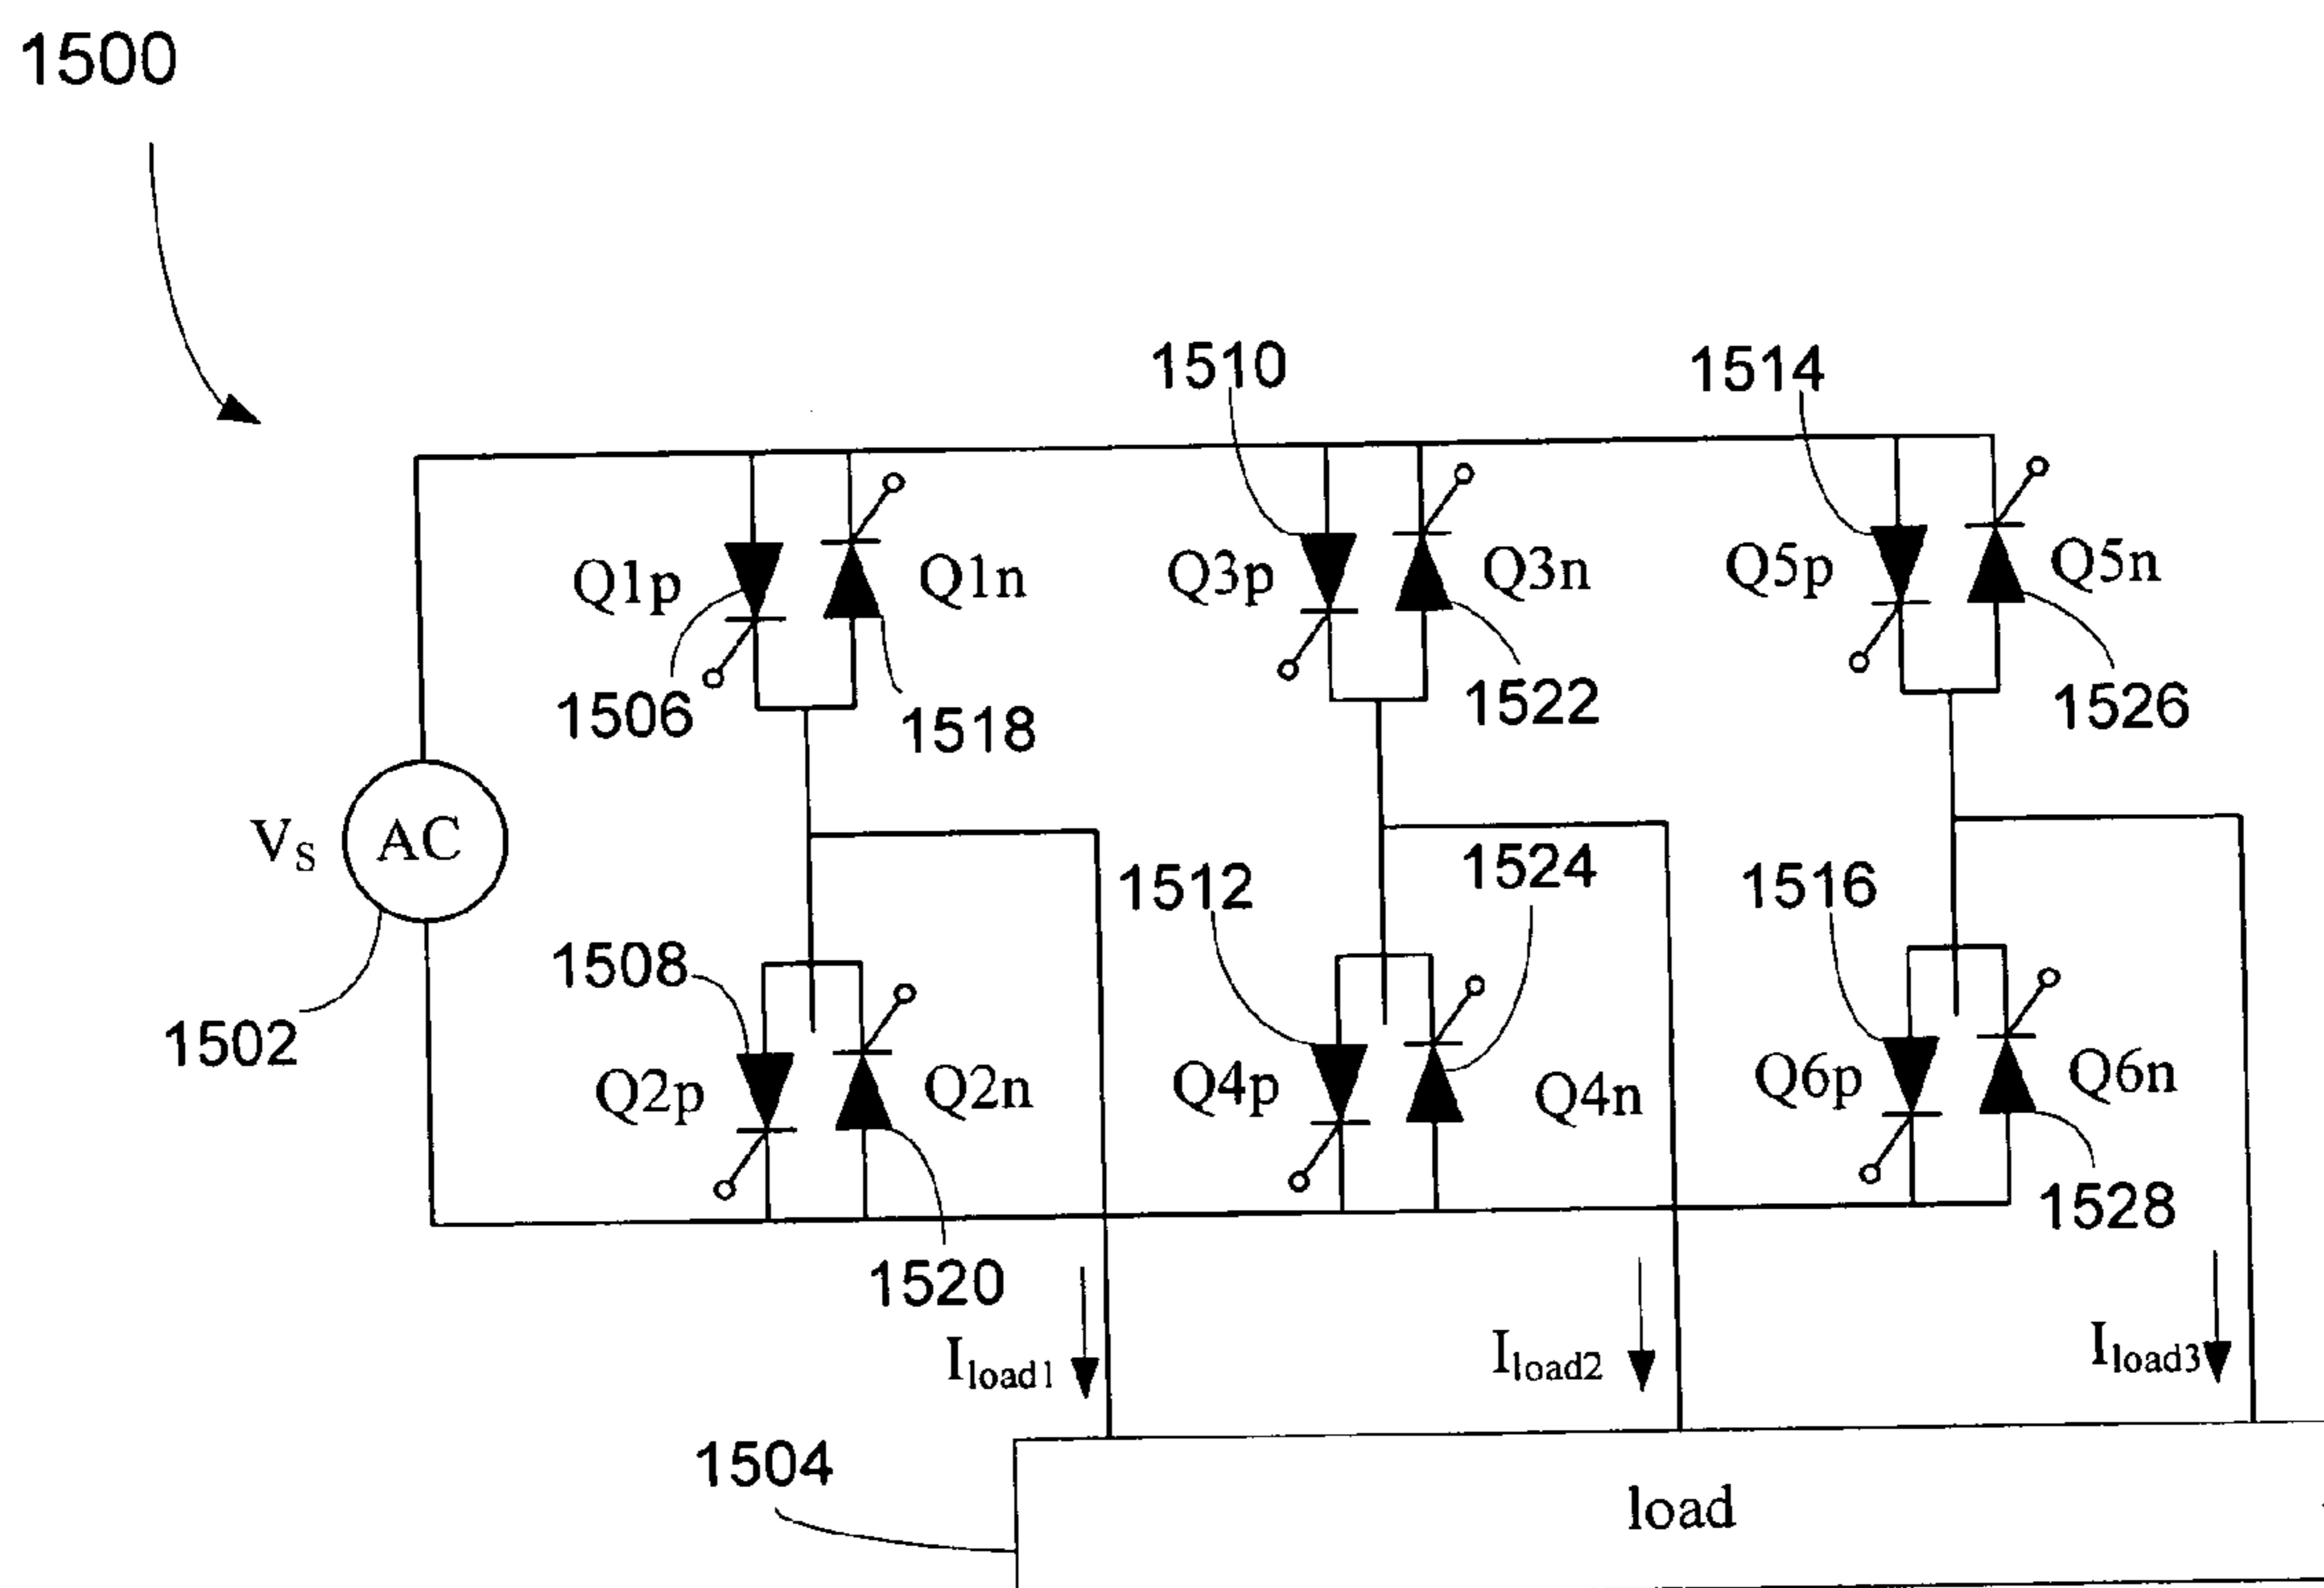 1500
1510
1514
Q1p
Q1n
Q3p
Q3n
Q5p
Q5n
1506
1518
1522
1526
VS
AC
1512
1524
1516
1508
1502
Q2p
Q2n
Q4p
Q4n
Q6p
Q6n
1528
1520
Iload1
Iload2
Iload3
1504
load